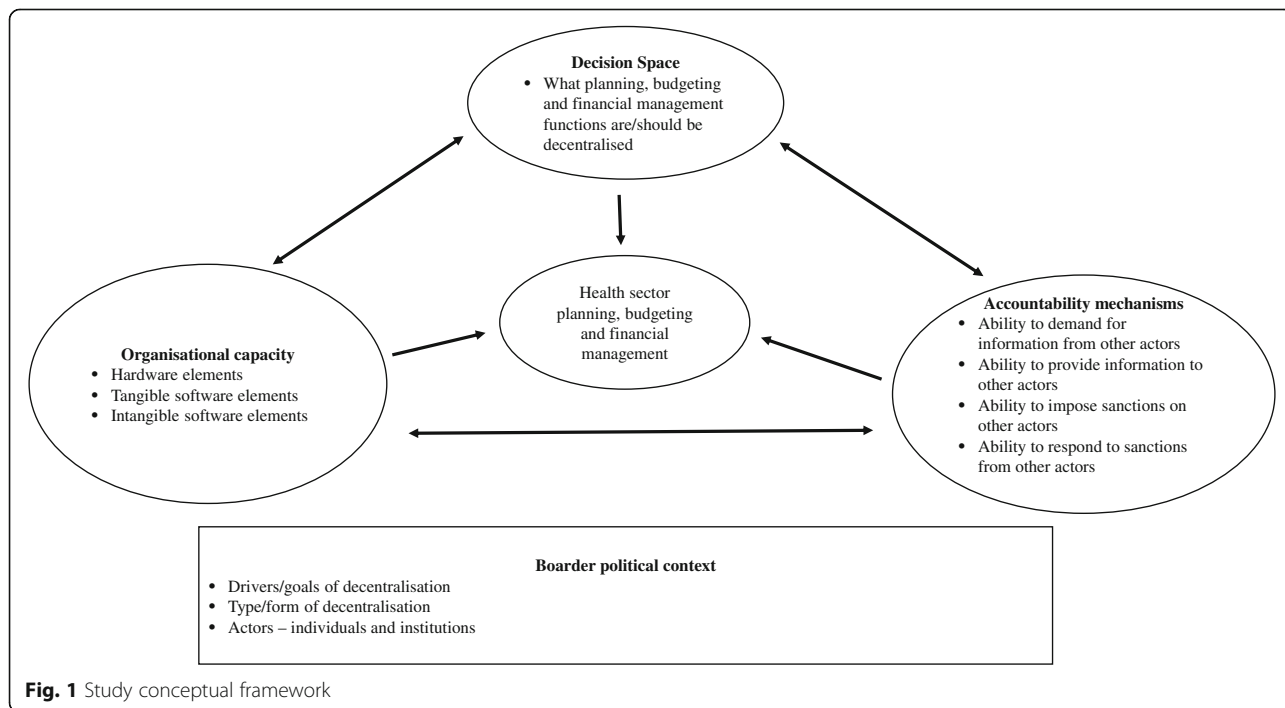 Decision Space
• What planning, budgeting
and financial management
functions are/should be
decentralised
Health sector
planning, budgeting
and financial
management
Organisational capacity
• Hardware elements
• Tangible software elements
• Intangible software elements
Accountability mechanisms
• Ability to demand for
information from other actors
• Ability to provide information to
other actors
• Ability to impose sanctions on
other actors
• Ability to respond to sanctions
from other actors
Boarder political context
• Drivers/goals of decentralisation
• Type/form of decentralisation
• Actors – individuals and institutions
Fig. 1 Study conceptual framework